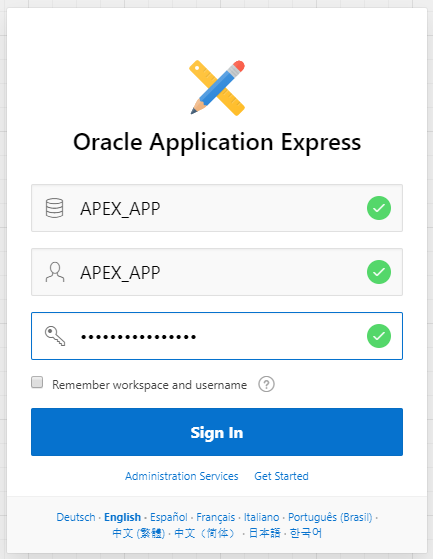 Oracle Application Express
APEX_APP
APEX_APP
••••••••••••••••
Remember workspace and username ?
Sign In
Administration Services Get Started
Deutsch · English · Español · Français · Italiano · Português (Brasil) ·
中文 (繁體) · 中文（简体） · 日本語 · 한국어